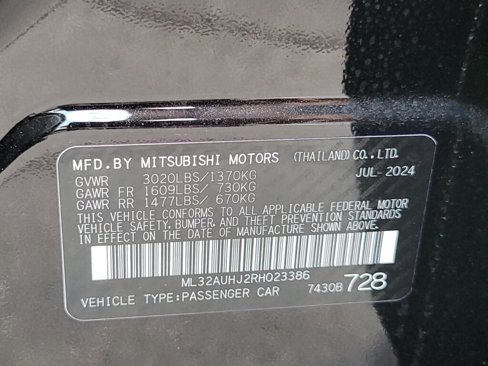 MFD. BY MITSUBISHI MOTORS (THAILAND) CO., LTD.
GVWR 3020LBS/1370KG JUL-2024
GAWR FR 1609LBS/ 730KG
GAWR RR 1477LBS/ 670KG
THIS VEHICLE CONFORMS TO ALL APPLICABLE FEDERAL MOTOR
VEHICLE SAFETY, BUMPER, AND THEFT PREVENTION STANDARDS
IN EFFECT ON THE DATE OF MANUFACTURE SHOWN ABOVE.
ML32AUHJ2RH023386
VEHICLE TYPE:PASSENGER CAR 7430B 728